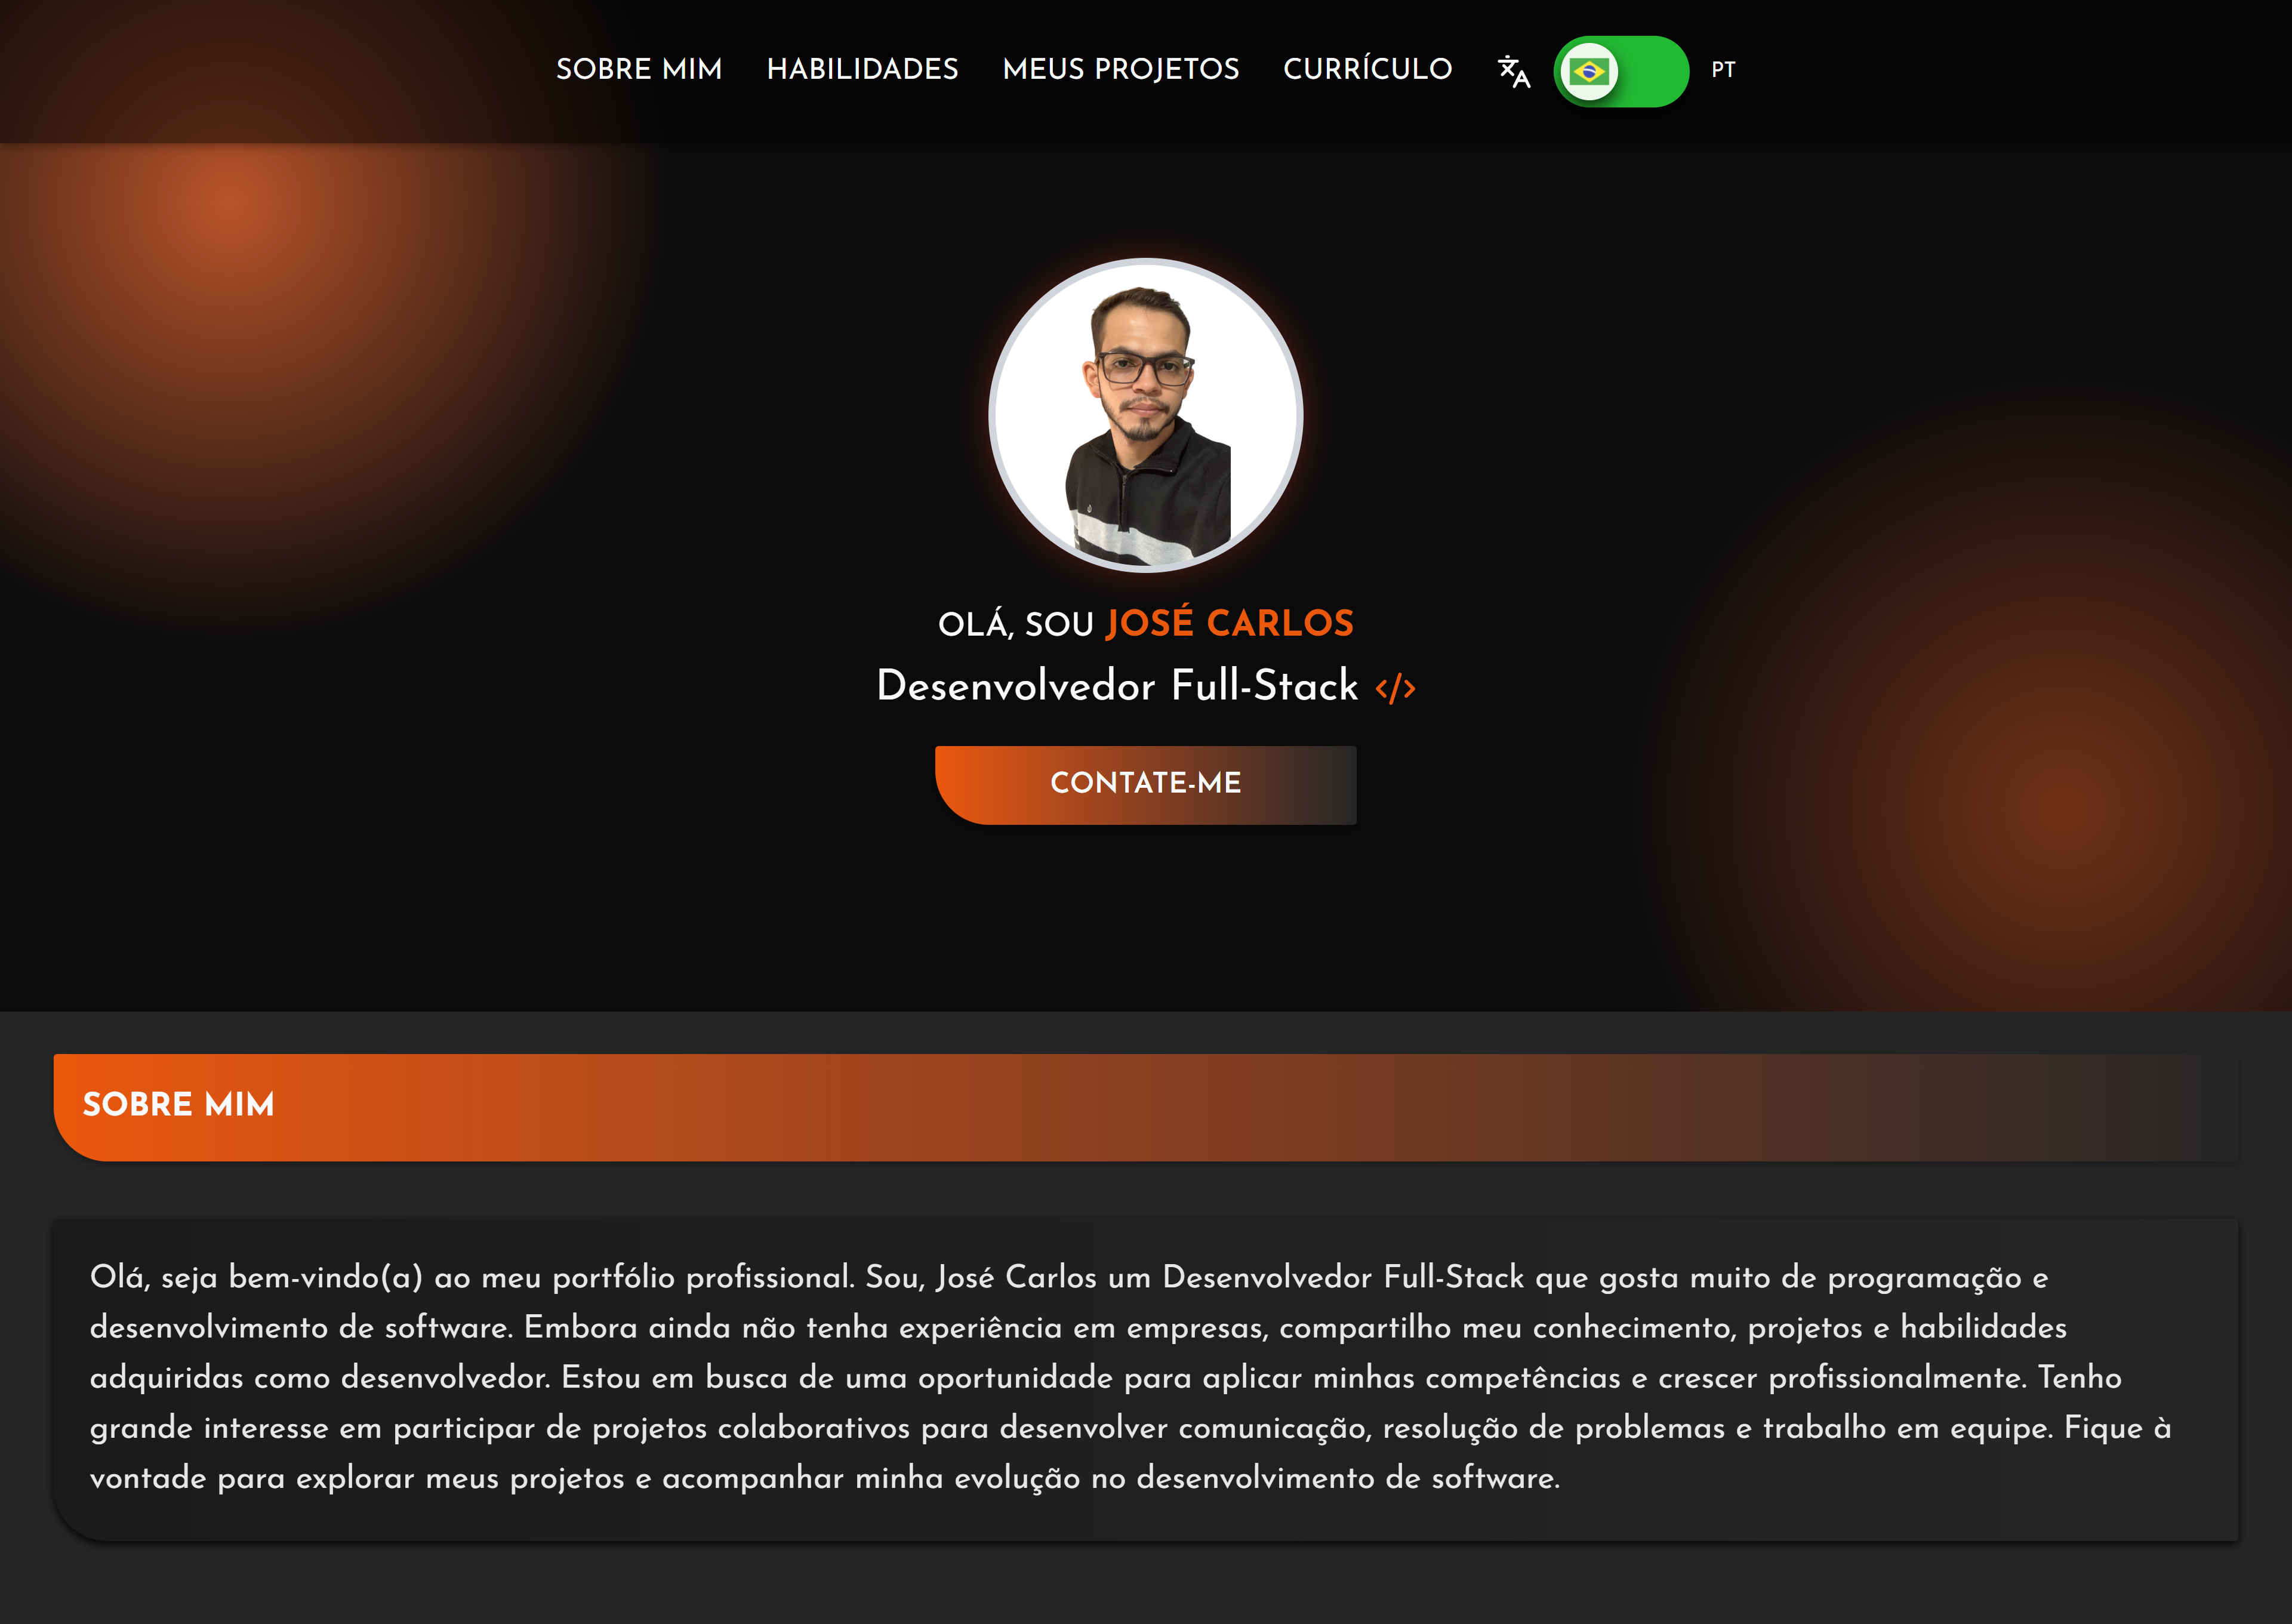 SOBRE MIM HABILIDADES MEUS PROJETOS CURRÍCULO PT
OLÁ, SOU JOSÉ CARLOS
Desenvolvedor Full-Stack </>
CONTATE-ME
SOBRE MIM
Olá, seja bem-vindo(a) ao meu portfólio profissional. Sou, José Carlos um Desenvolvedor Full-Stack que gosta muito de programação e
desenvolvimento de software. Embora ainda não tenha experiência em empresas, compartilho meu conhecimento, projetos e habilidades
adquiridas como desenvolvedor. Estou em busca de uma oportunidade para aplicar minhas competências e crescer profissionalmente. Tenho
grande interesse em participar de projetos colaborativos para desenvolver comunicação, resolução de problemas e trabalho em equipe. Fique à
vontade para explorar meus projetos e acompanhar minha evolução no desenvolvimento de software.